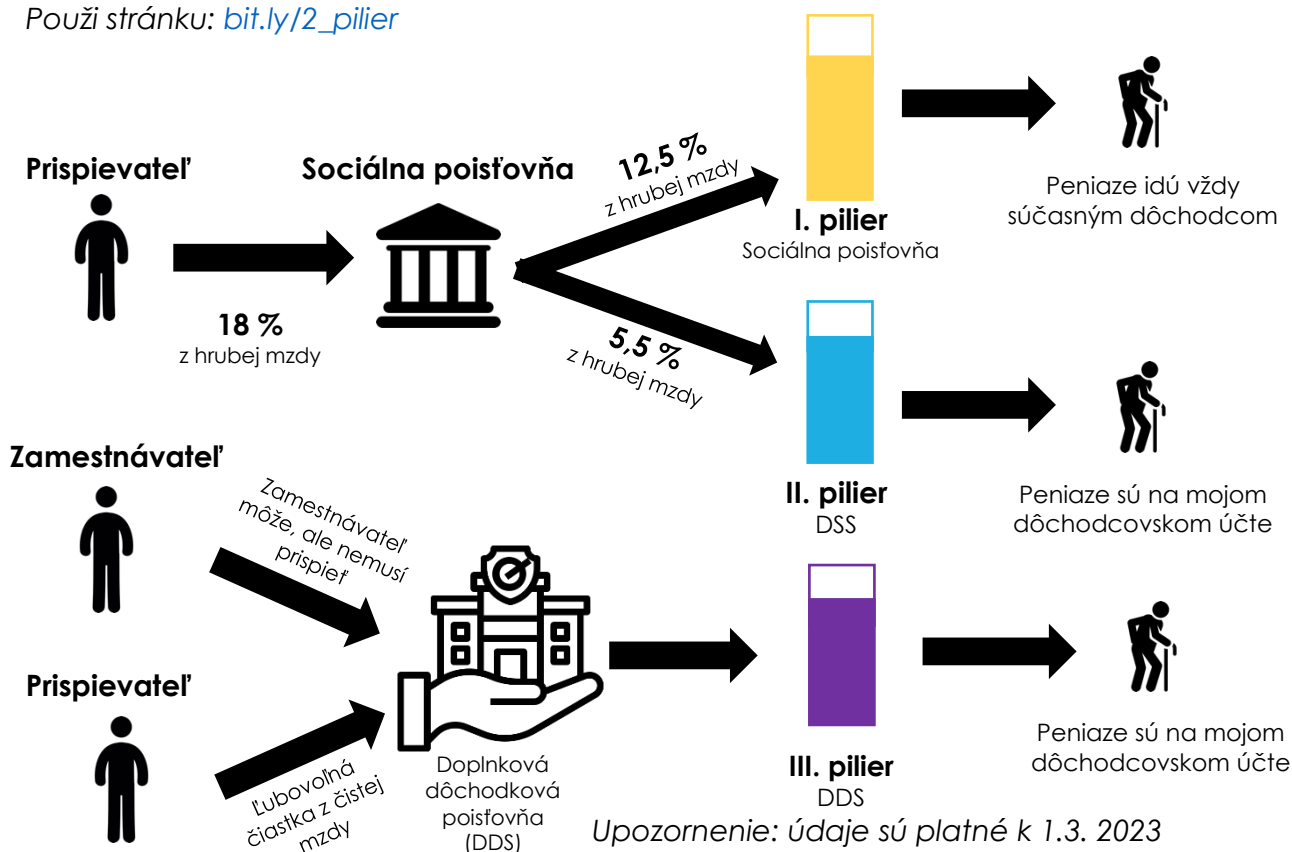 Použi stránku: bit.ly/2_pilier
Prispievateľ
18 %
z hrubej mzdy
Sociálna poisťovňa
12,5 %
z hrubej mzdy
5,5 %
z hrubej mzdy
I. pilier
Sociálna poisťovňa
Peniaze idú vždy
súčasným dôchodcom
II. pilier
DSS
Peniaze sú na mojom
dôchodcovskom účte
Zamestnávateľ
Zamestnávateľ
môže, ale nemusí
prispieť
Prispievateľ
Ľubovoľná
čiastka z čistej
mzdy
Doplnková
dôchodková
poisťovňa
(DDS)
III. pilier
DDS
Peniaze sú na mojom
dôchodcovskom účte
Upozornenie: údaje sú platné k 1.3. 2023